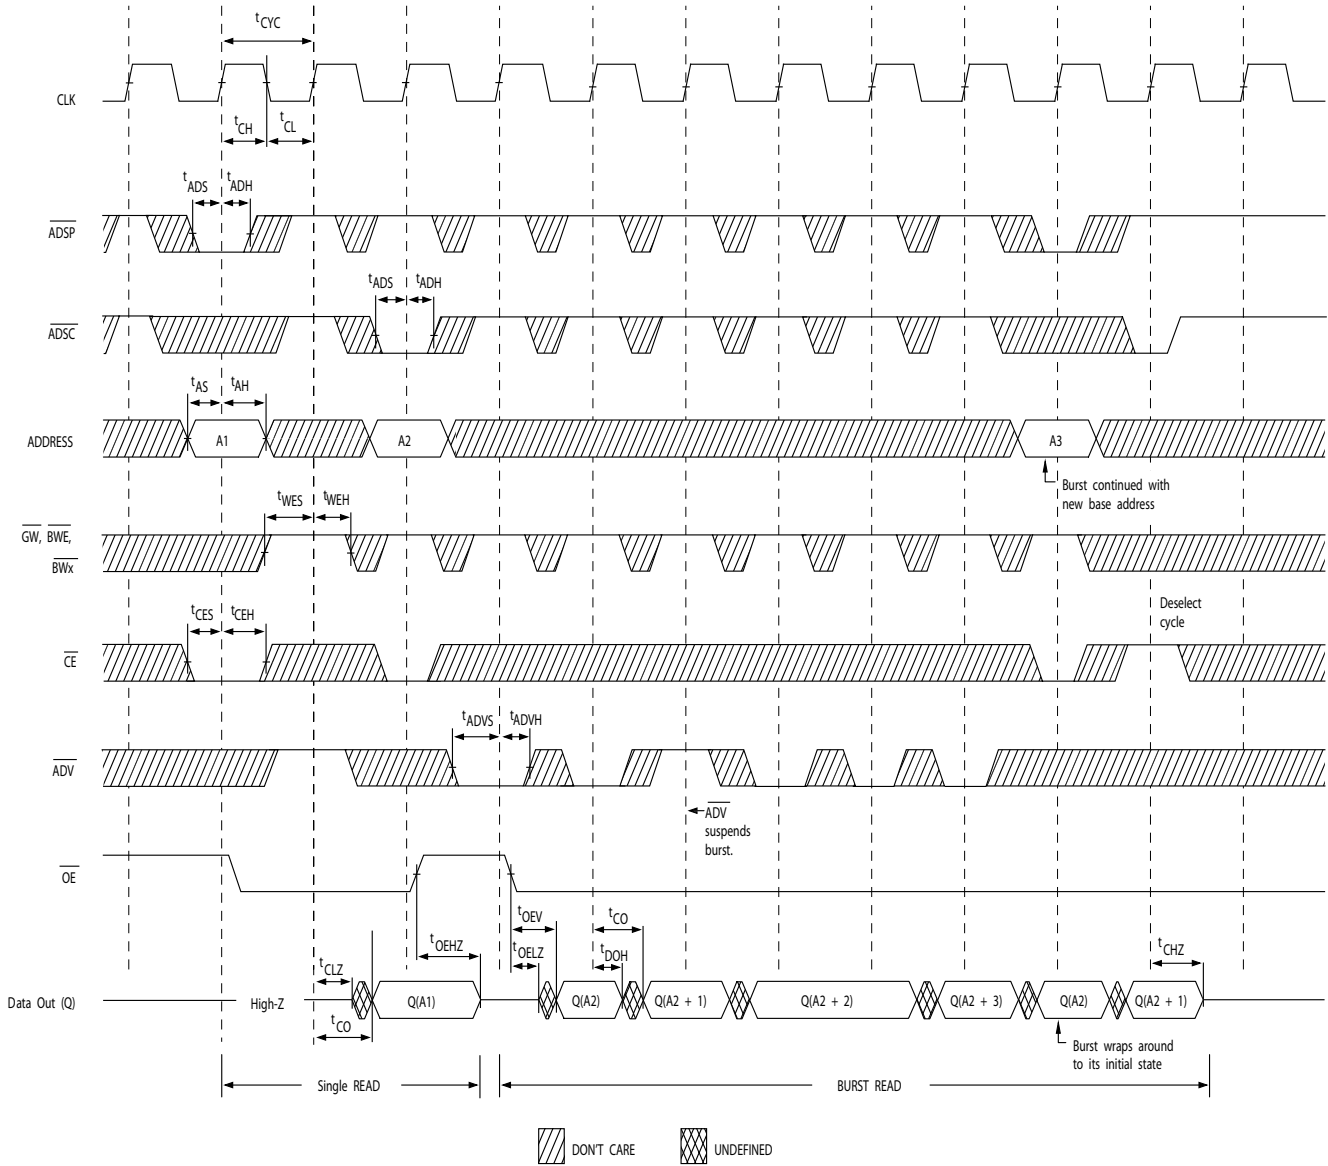 tCYC
CLK
tCH
tCL
tADS
tADH
ADSP
tADS
tADH
ADSC
tAS
tAH
ADDRESS
A1
A2
A3
Burst continued with
new base address
tWES
tWEH
GW, BWE,
BWx
Deselect
cycle
tCES
tCEH
CE
tADVS
tADVH
ADV
ADV
suspends
burst.
OE
tOEV
tCO
tOEHZ
tOELZ
tDOH
tCHZ
tCLZ
Data Out (Q)
High-Z
Q(A1)
Q(A2)
Q(A2 + 1)
Q(A2 + 2)
Q(A2 + 3)
Q(A2)
Q(A2 + 1)
tCO
Burst wraps around
to its initial state
Single READ
BURST READ
DON'T CARE
UNDEFINED